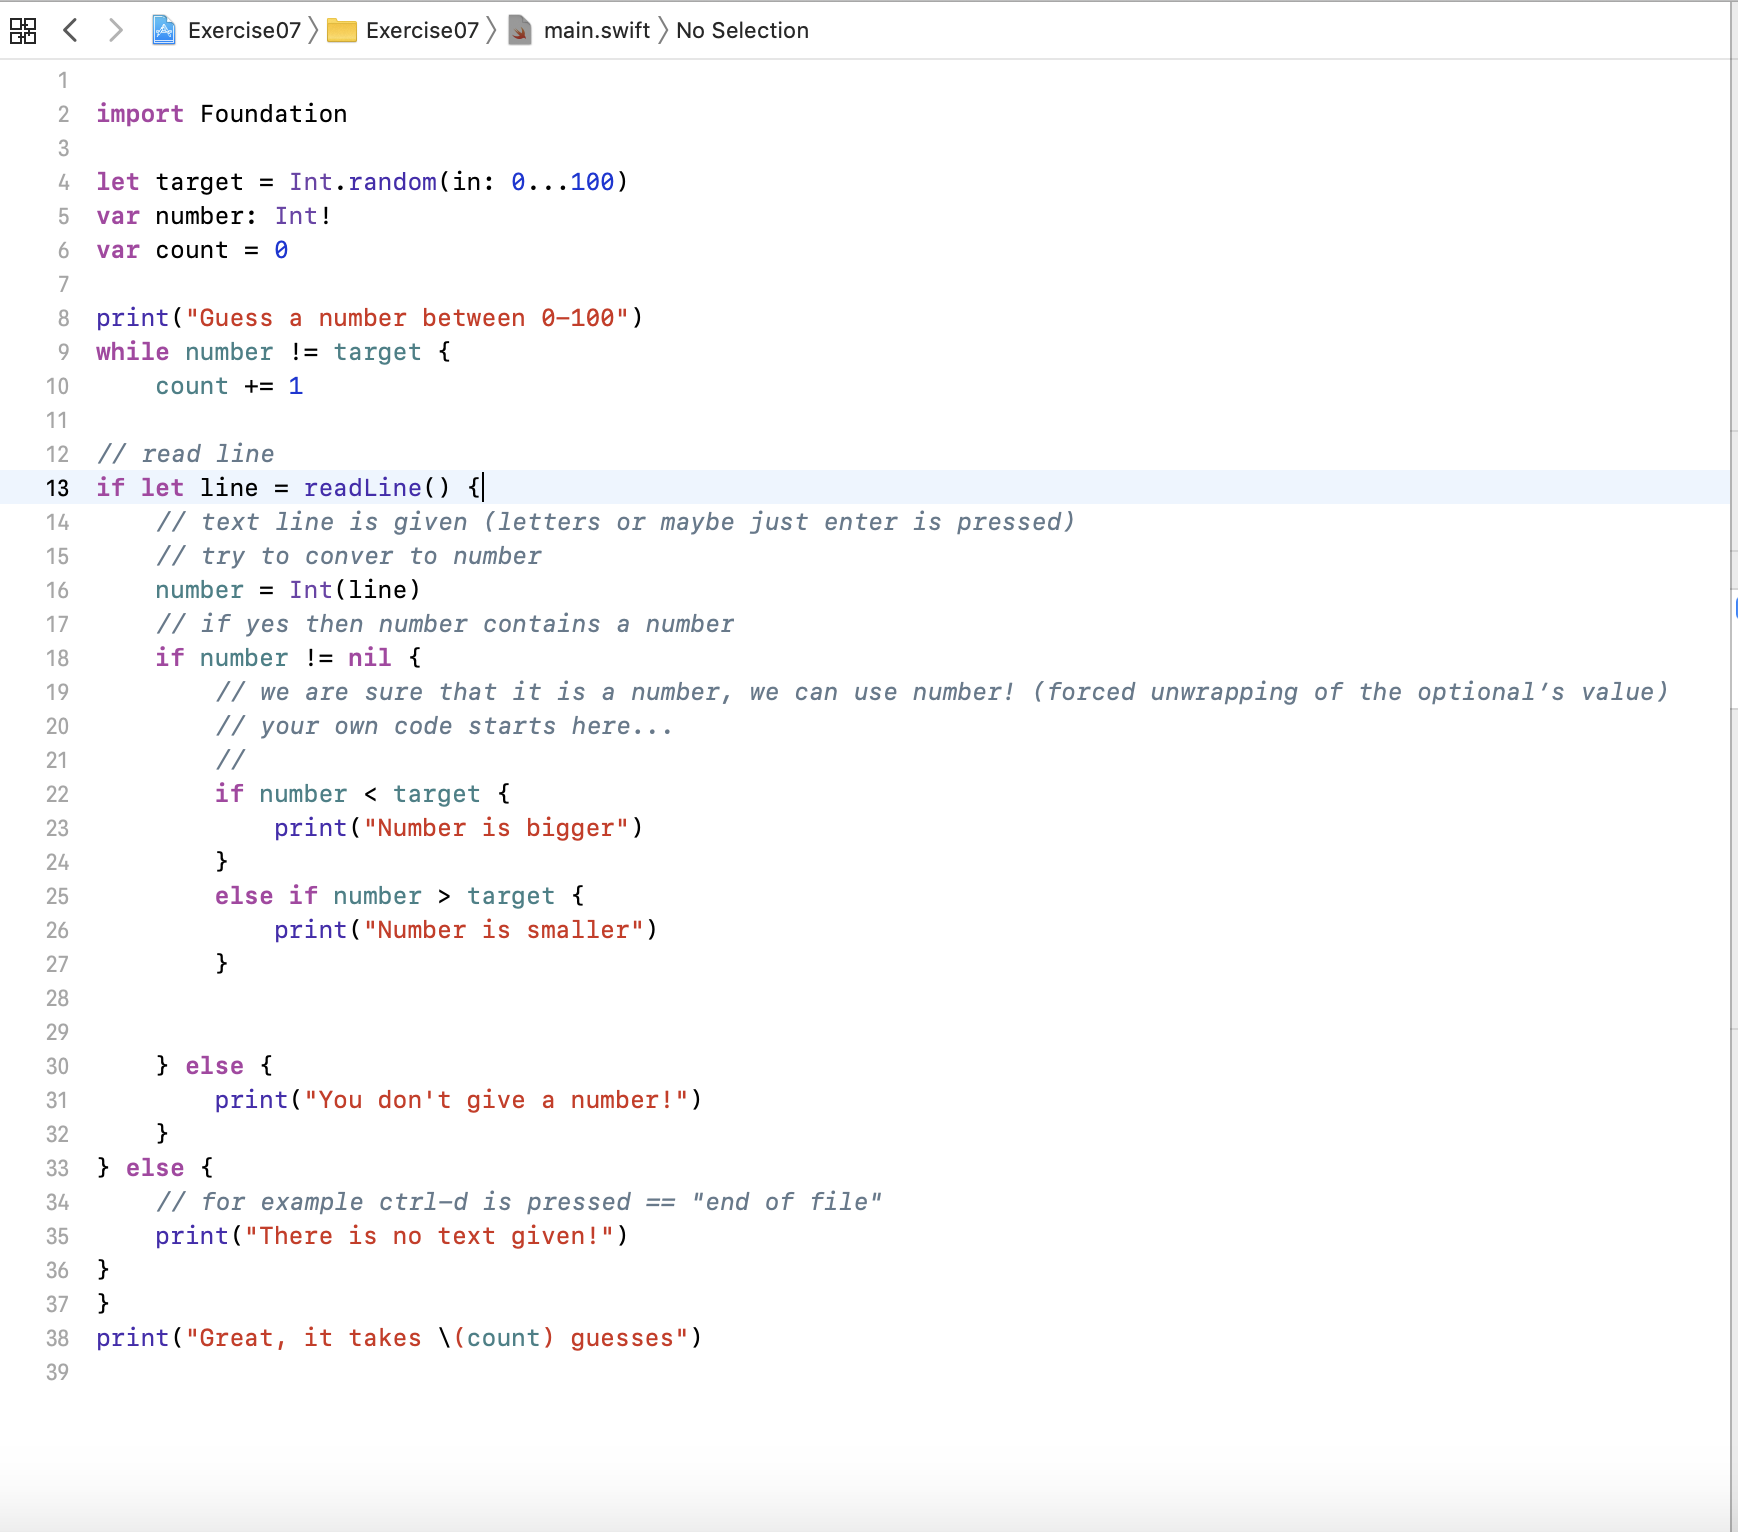 Exercise07 〉 Exercise07 〉 main.swift 〉 No Selection
1
2 import Foundation
3
4 let target = Int.random(in: 0...100)
5 var number: Int!
6 var count = 0
7
8 print("Guess a number between 0-100")
9 while number != target {
10     count += 1
11
12 // read line
13 if let line = readLine() {
14     // text line is given (letters or maybe just enter is pressed)
15     // try to conver to number
16     number = Int(line)
17     // if yes then number contains a number
18     if number != nil {
19         // we are sure that it is a number, we can use number! (forced unwrapping of the optional’s value)
20         // your own code starts here...
21         //
22         if number < target {
23             print("Number is bigger")
24         }
25         else if number > target {
26             print("Number is smaller")
27         }
28
29
30     } else {
31         print("You don't give a number!")
32     }
33 } else {
34     // for example ctrl-d is pressed == "end of file"
35     print("There is no text given!")
36 }
37 }
38 print("Great, it takes \(count) guesses")
39